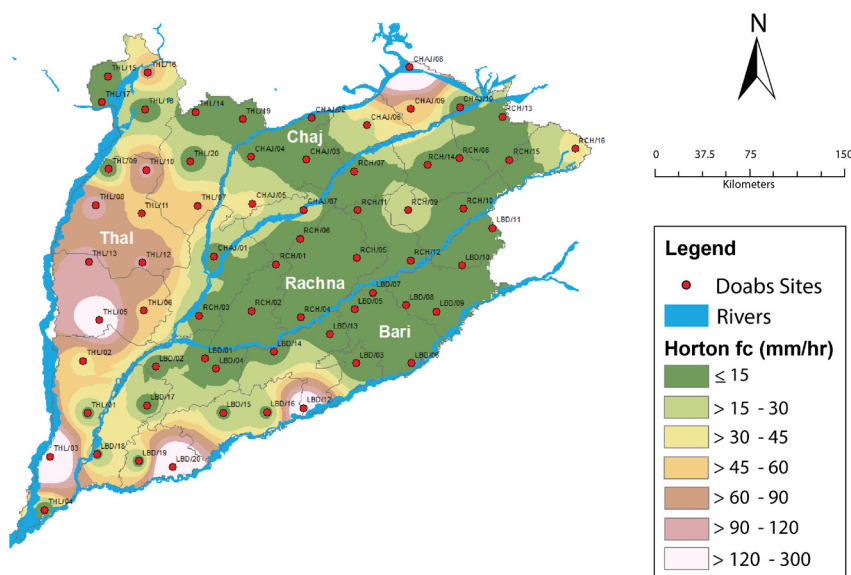 THL/15
THL/16
CHAJ/08
THL/17
THL/18
THL/14
THL/19
CHAJ/02
CHAJ/06
CHAJ/09
CHAJ/10
RCH/13
Chaj
THL/09
THL/10
THL/20
CHAJ/04
CHAJ/03
RCH/07
RCH/14
RCH/08
RCH/15
RCH/16
THL/08
THL/11
THL/07
CHAJ/05
CHAJ/07
RCH/11
RCH/09
RCH/10
LBD/11
Thal
THL/13
THL/12
CHAJ/01
RCH/06
RCH/01
RCH/05
RCH/12
LBD/10
Rachna
THL/05
THL/06
RCH/03
RCH/02
RCH/04
LBD/07
LBD/05
LBD/08
LBD/09
Bari
THL/02
LBD/02
LBD/01
LBD/04
LBD/14
LBD/13
LBD/03
LBD/06
THL/01
LBD/17
LBD/15
LBD/16
LBD/12
THL/03
LBD/18
LBD/19
LBD/20
THL/04
N
0 37.5 75 150
Kilometers
Legend
Doabs Sites
Rivers
Horton fc (mm/hr)
≤ 15
> 15 - 30
> 30 - 45
> 45 - 60
> 60 - 90
> 90 - 120
> 120 - 300